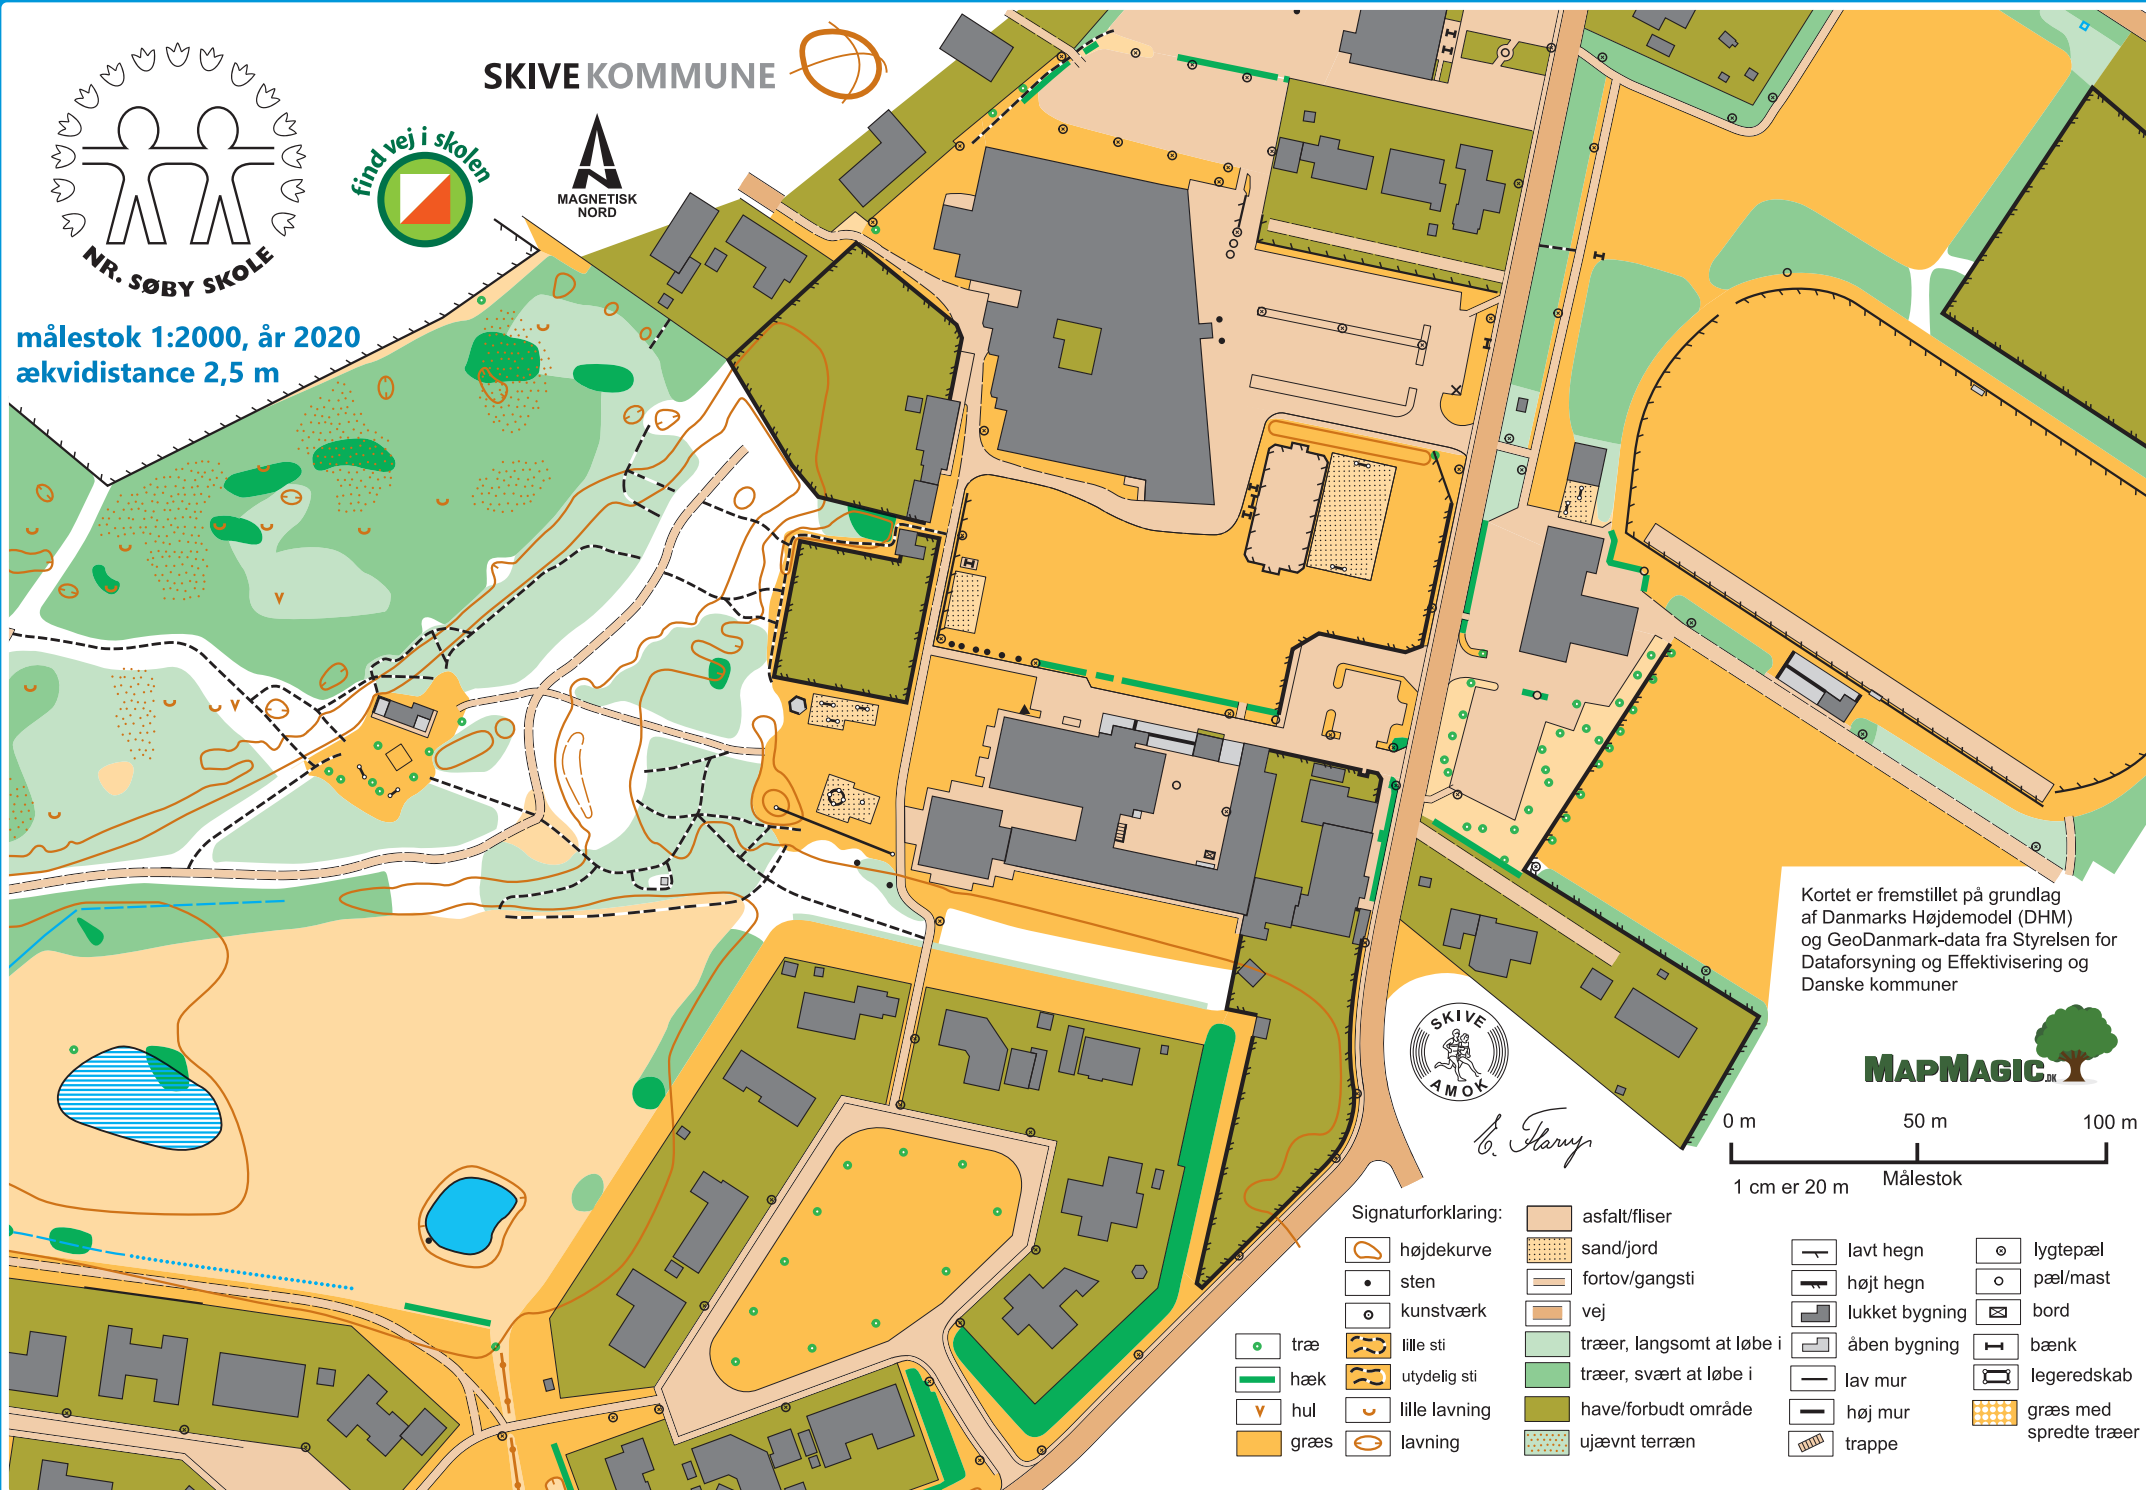 SKIVE KOMMUNE
find vej i skolen
MAGNETISK
NORD
NR. SØBY SKOLE
målestok 1:2000, år 2020
ækvidistance 2,5 m
Kortet er fremstillet på grundlag
af Danmarks Højdemodel (DHM)
og GeoDanmark-data fra Styrelsen for
Dataforsyning og Effektivisering og
Danske kommuner
SKIVE
AMOK
MAPMAGIC.DK
0 m 50 m 100 m
1 cm er 20 m
Målestok
Signaturforklaring:
højdekurve
sten
kunstværk
træ
lille sti
hæk
utydelig sti
hul
lille lavning
græs
lavning
asfalt/fliser
sand/jord
fortov/gangsti
vej
træer, langsomt at løbe i
træer, svært at løbe i
have/forbudt område
ujævnt terræn
lavt hegn
højt hegn
lukket bygning
åben bygning
lav mur
høj mur
trappe
lygtepæl
pæl/mast
bord
bænk
legeredskab
græs med
spredte træer